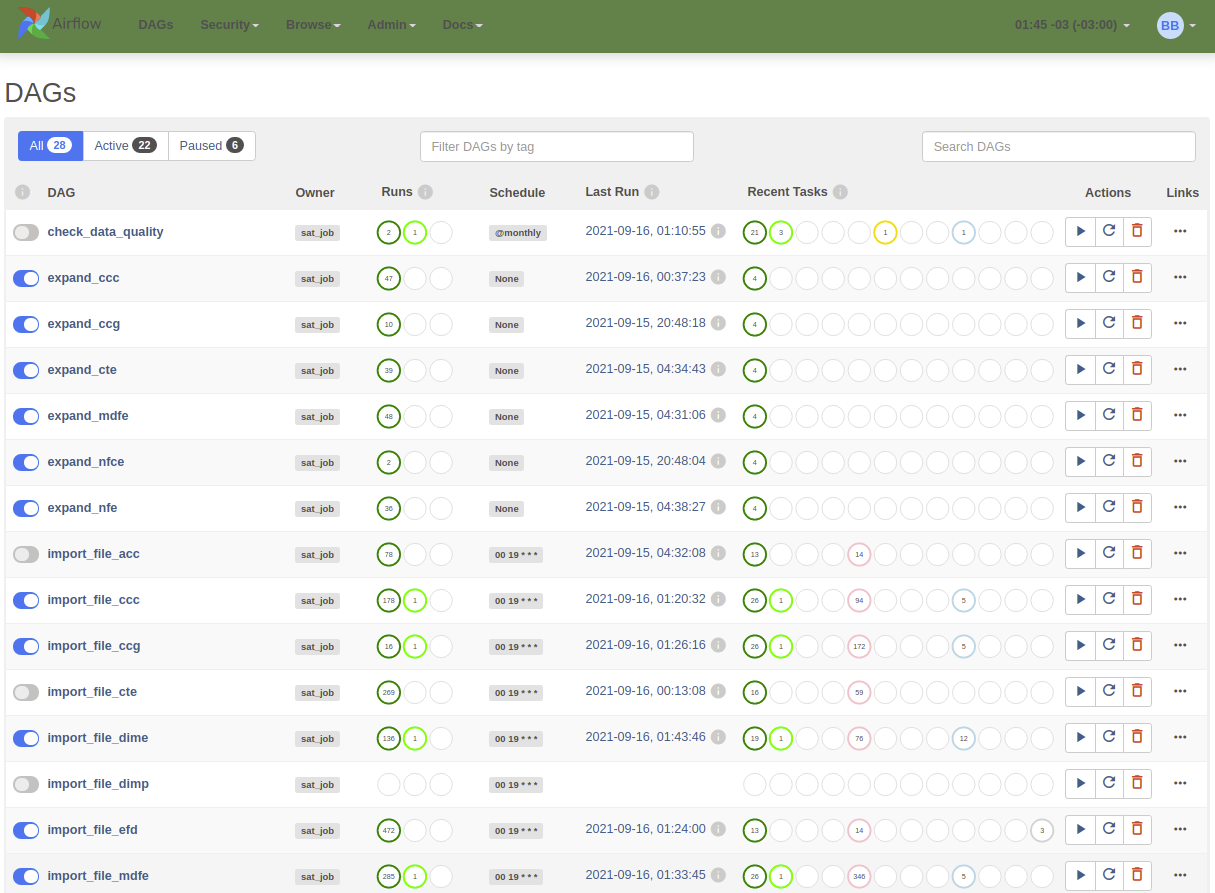 Airflow DAGs Security Browse Admin Docs 01:45 -03 (-03:00) BB
DAGs
All 28 Active 22 Paused 6 Filter DAGs by tag Search DAGs
DAG Owner Runs Schedule Last Run Recent Tasks Actions Links
check_data_quality sat_job 2 1 @monthly 2021-09-16, 01:10:55 21 3 1 1
expand_ccc sat_job 47 None 2021-09-16, 00:37:23 4
expand_ccg sat_job 10 None 2021-09-15, 20:48:18 4
expand_cte sat_job 39 None 2021-09-15, 04:34:43 4
expand_mdfe sat_job 48 None 2021-09-15, 04:31:06 4
expand_nfce sat_job 2 None 2021-09-15, 20:48:04 4
expand_nfe sat_job 36 None 2021-09-15, 04:38:27 4
import_file_acc sat_job 78 00 19 * * * 2021-09-15, 04:32:08 13 14
import_file_ccc sat_job 178 1 00 19 * * * 2021-09-16, 01:20:32 26 1 94 5
import_file_ccg sat_job 16 1 00 19 * * * 2021-09-16, 01:26:16 26 1 172 5
import_file_cte sat_job 269 00 19 * * * 2021-09-16, 00:13:08 16 59
import_file_dime sat_job 136 1 00 19 * * * 2021-09-16, 01:43:46 19 1 76 12
import_file_dimp sat_job 00 19 * * *
import_file_efd sat_job 472 00 19 * * * 2021-09-16, 01:24:00 13 14 3
import_file_mdfe sat_job 285 1 00 19 * * * 2021-09-16, 01:33:45 26 1 346 5